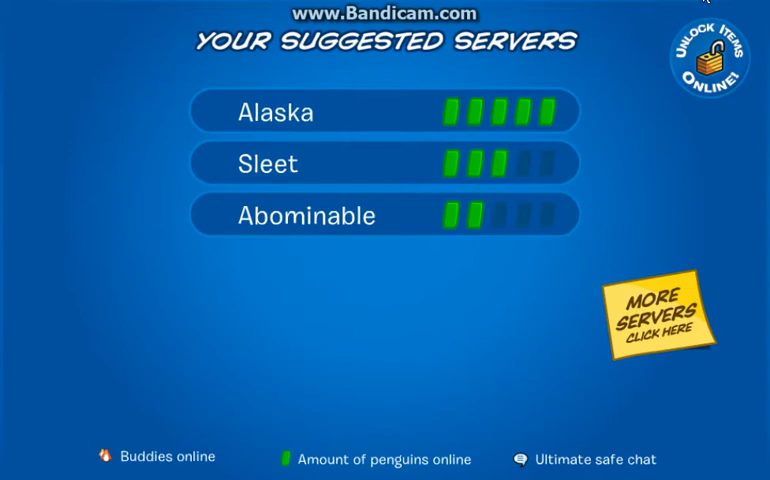 www.Bandicam.com
YOUR SUGGESTED SERVERS
UNLOCK ITEMS
ONLINE!
Alaska
Sleet
Abominable
MORE
SERVERS
CLICK HERE
Buddies online
Amount of penguins online
Ultimate safe chat